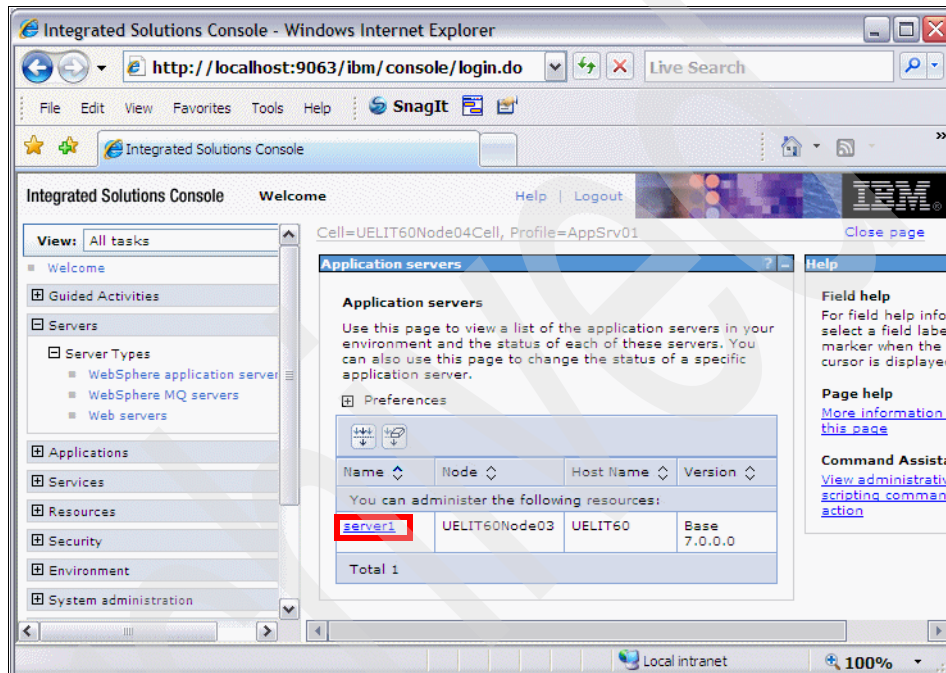 Integrated Solutions Console - Windows Internet Explorer
http://localhost:9063/ibm/console/login.do
Live Search
File Edit View Favorites Tools Help SnagIt
Integrated Solutions Console
Integrated Solutions Console Welcome Help | Logout IBM®
View: All tasks
Welcome
Guided Activities
Servers
Server Types
WebSphere application server
WebSphere MQ servers
Web servers
Applications
Services
Resources
Security
Environment
System administration
Cell=UELIT60Node04Cell, Profile=AppSrv01
Close page
Application servers ? -
Application servers
Use this page to view a list of the application servers in your
environment and the status of each of these servers. You
can also use this page to change the status of a specific
application server.
Preferences
Name Node Host Name Version
You can administer the following resources:
server1 UELIT60Node03 UELIT60 Base
7.0.0.0
Total 1
Help
Field help
For field help info
select a field labe
marker when the
cursor is displaye
Page help
More information
this page
Command Assista
View administrativ
scripting comman
action
Local intranet
100%